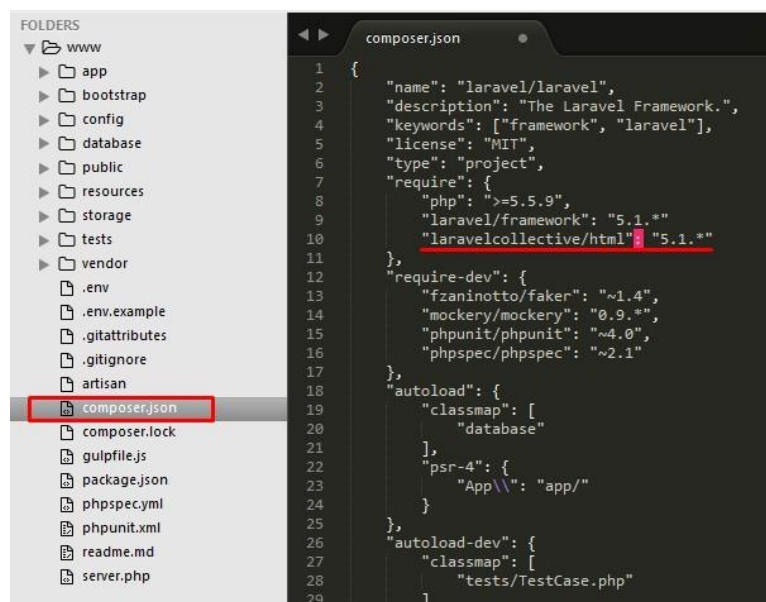 FOLDERS
www
app
bootstrap
config
database
public
resources
storage
tests
vendor
.env
.env.example
.gitattributes
.gitignore
artisan
composer.json
composer.lock
gulpfile.js
package.json
phpspec.yml
phpunit.xml
readme.md
server.php
composer.json
1 {
2 "name": "laravel/laravel",
3 "description": "The Laravel Framework.",
4 "keywords": ["framework", "laravel"],
5 "license": "MIT",
6 "type": "project",
7 "require": {
8 "php": ">=5.5.9",
9 "laravel/framework": "5.1.*"
10 "laravelcollective/html": "5.1.*"
11 },
12 "require-dev": {
13 "fzaninotto/faker": "~1.4",
14 "mockery/mockery": "0.9.*",
15 "phpunit/phpunit": "~4.0",
16 "phpspec/phpspec": "~2.1"
17 },
18 "autoload": {
19 "classmap": [
20 "database"
21 ],
22 "psr-4": {
23 "App\\": "app/"
24 }
25 },
26 "autoload-dev": {
27 "classmap": [
28 "tests/TestCase.php"
29 ]